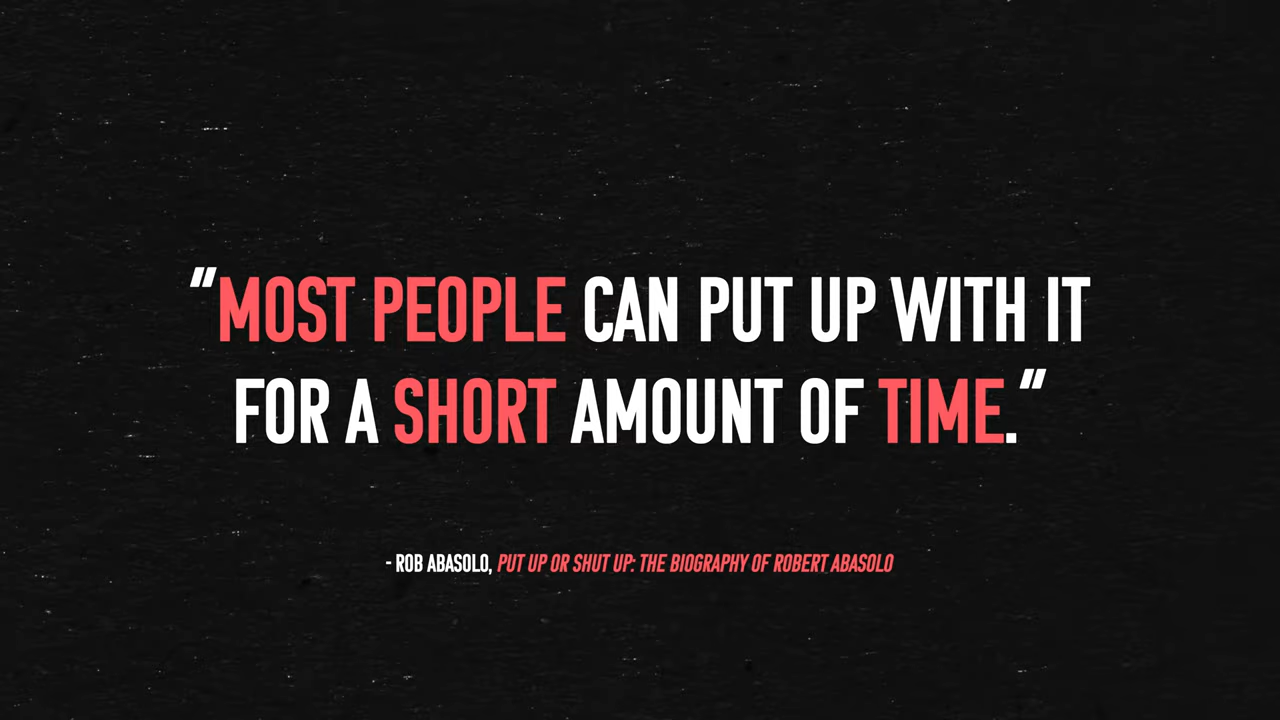 "MOST PEOPLE CAN PUT UP WITH IT
FOR A SHORT AMOUNT OF TIME."
- ROB ABASOLO, PUT UP OR SHUT UP: THE BIOGRAPHY OF ROBERT ABASOLO